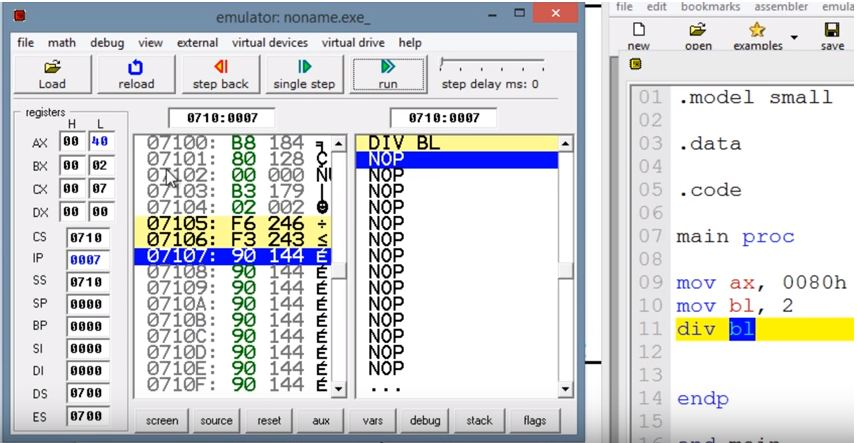 emulator: noname.exe_
file math debug view external virtual devices virtual drive help
Load reload step back single step run step delay ms: 0
registers
H L
AX 00 40
BX 00 02
CX 00 07
DX 00 00
CS 0710
IP 0007
SS 0710
SP 0000
BP 0000
SI 0000
DI 0000
DS 0700
ES 0700
0710:0007
07100: B8 184 ╕
07101: 80 128 Ç
07102: 00 000 NU
07103: B3 179 │
07104: 02 002 ☻
07105: F6 246 ÷
07106: F3 243 ≤
07107: 90 144 É
07108: 90 144 É
07109: 90 144 É
0710A: 90 144 É
0710B: 90 144 É
0710C: 90 144 É
0710D: 90 144 É
0710E: 90 144 É
0710F: 90 144 É
0710:0007
DIV BL
NOP
NOP
NOP
NOP
NOP
NOP
NOP
NOP
NOP
NOP
NOP
NOP
NOP
NOP
...
screen source reset aux vars debug stack flags
file edit bookmarks assembler emula
new open examples save
01 .model small
02
03 .data
04
05 .code
06
07 main proc
08
09 mov ax, 0080h
10 mov bl, 2
11 div bl
12
13
14 endp
15
16 end main